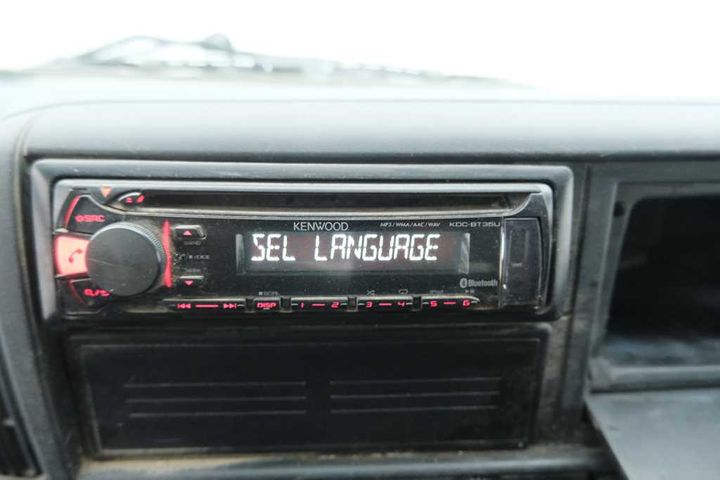 KENWOOD
MP3/WMA/AAC/WAV
KDC-BT35U
SRC
SEL LANGUAGE
Bluetooth
DISP
1
2
3
4
5
6